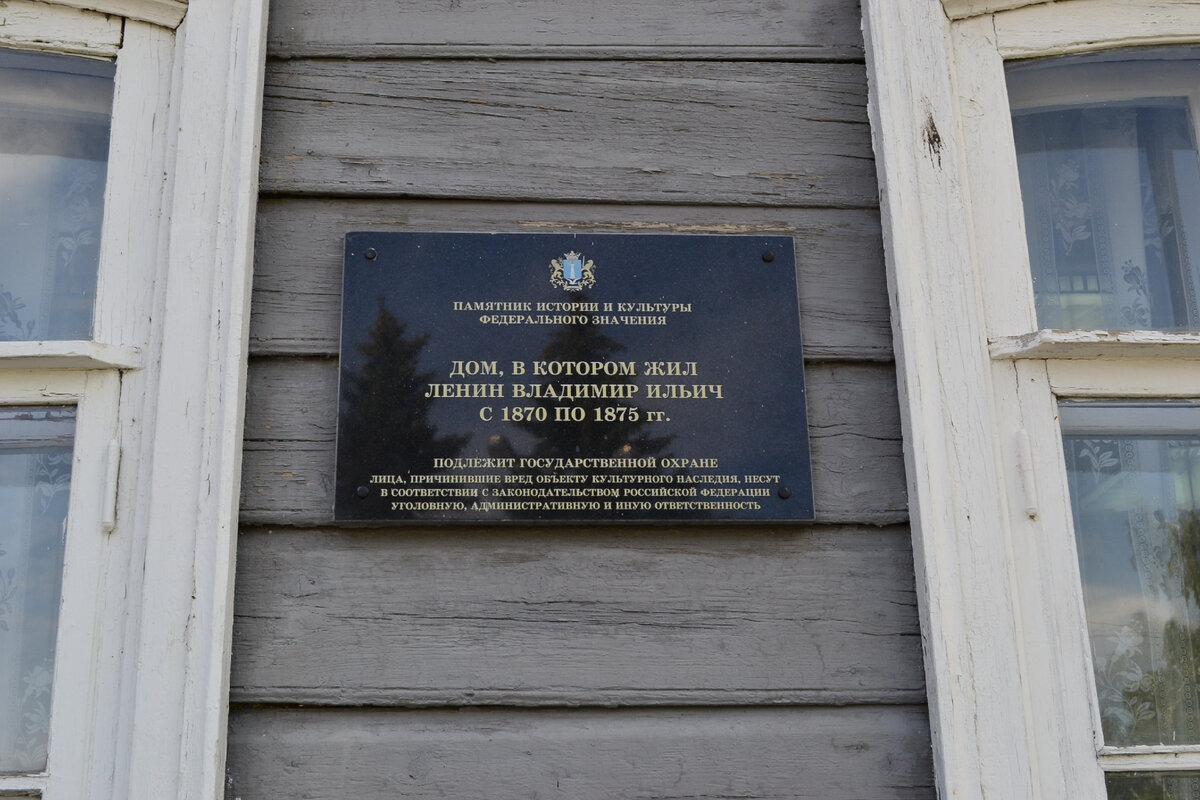 ПАМЯТНИК ИСТОРИИ И КУЛЬТУРЫ
ФЕДЕРАЛЬНОГО ЗНАЧЕНИЯ
ДОМ, В КОТОРОМ ЖИЛ
ЛЕНИН ВЛАДИМИР ИЛЬИЧ
С 1870 ПО 1875 гг.
ПОДЛЕЖИТ ГОСУДАРСТВЕННОЙ ОХРАНЕ
ЛИЦА, ПРИЧИНИВШИЕ ВРЕД ОБЪЕКТУ КУЛЬТУРНОГО НАСЛЕДИЯ, НЕСУТ
В СООТВЕТСТВИИ С ЗАКОНОДАТЕЛЬСТВОМ РОССИЙСКОЙ ФЕДЕРАЦИИ
УГОЛОВНУЮ, АДМИНИСТРАТИВНУЮ И ИНУЮ ОТВЕТСТВЕННОСТЬ